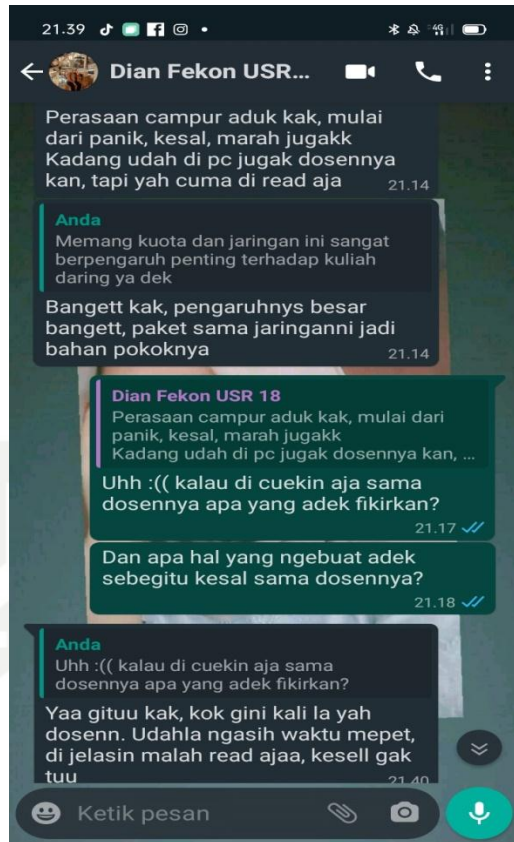 21.39
4G
Dian Fekon USR...
Perasaan campur aduk kak, mulai
dari panik, kesal, marah jugakk
Kadang udah di pc jugak dosennya
kan, tapi yah cuma di read aja
21.14
Anda
Memang kuota dan jaringan ini sangat
berpengaruh penting terhadap kuliah
daring ya dek
Bangett kak, pengaruhnys besar
bangett, paket sama jaringanni jadi
bahan pokoknya
21.14
Dian Fekon USR 18
Perasaan campur aduk kak, mulai dari
panik, kesal, marah jugakk
Kadang udah di pc jugak dosennya kan, ...
Uhh :(( kalau di cuekin aja sama
dosennya apa yang adek fikirkan?
21.17
Dan apa hal yang ngebuat adek
sebegitu kesal sama dosennya?
21.18
Anda
Uhh :(( kalau di cuekin aja sama
dosennya apa yang adek fikirkan?
Yaa gituu kak, kok gini kali la yah
dosenn. Udahla ngasih waktu mepet,
di jelasin malah read ajaa, kesell gak
tuu
21.40
Ketik pesan